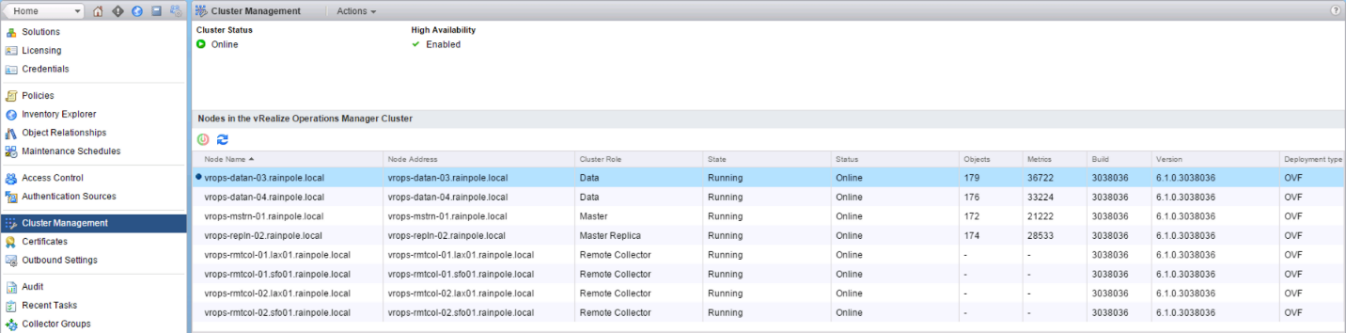 Home
Solutions
Licensing
Credentials
Policies
Inventory Explorer
Object Relationships
Maintenance Schedules
Access Control
Authentication Sources
Cluster Management
Certificates
Outbound Settings
Audit
Recent Tasks
Collector Groups
Cluster Management Actions
Cluster Status High Availability
Online Enabled
Nodes in the vRealize Operations Manager Cluster
Node Name Node Address Cluster Role State Status Objects Metrics Build Version Deployment type
vrops-datan-03.rainpole.local vrops-datan-03.rainpole.local Data Running Online 179 36722 3038036 6.1.0.3038036 OVF
vrops-datan-04.rainpole.local vrops-datan-04.rainpole.local Data Running Online 176 33224 3038036 6.1.0.3038036 OVF
vrops-mstrn-01.rainpole.local vrops-mstrn-01.rainpole.local Master Running Online 172 21222 3038036 6.1.0.3038036 OVF
vrops-repln-02.rainpole.local vrops-repln-02.rainpole.local Master Replica Running Online 174 28533 3038036 6.1.0.3038036 OVF
vrops-rmtcol-01.lax01.rainpole.local vrops-rmtcol-01.lax01.rainpole.local Remote Collector Running Online - - 3038036 6.1.0.3038036 OVF
vrops-rmtcol-01.sfo01.rainpole.local vrops-rmtcol-01.sfo01.rainpole.local Remote Collector Running Online - - 3038036 6.1.0.3038036 OVF
vrops-rmtcol-02.lax01.rainpole.local vrops-rmtcol-02.lax01.rainpole.local Remote Collector Running Online - - 3038036 6.1.0.3038036 OVF
vrops-rmtcol-02.sfo01.rainpole.local vrops-rmtcol-02.sfo01.rainpole.local Remote Collector Running Online - - 3038036 6.1.0.3038036 OVF